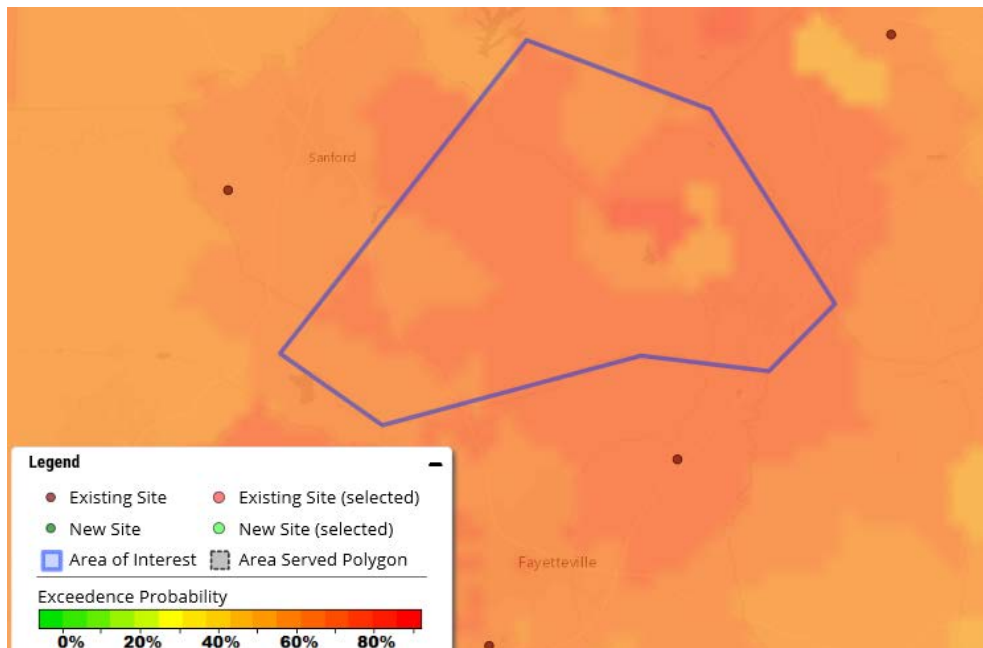 Sanford
Fayetteville
Legend
Existing Site Existing Site (selected)
New Site New Site (selected)
Area of Interest Area Served Polygon
Exceedence Probability
0% 20% 40% 60% 80%